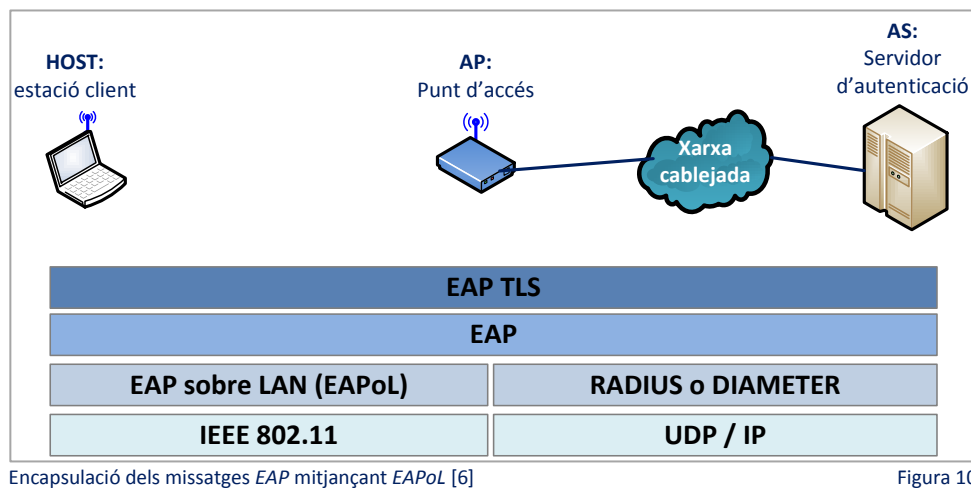 HOST:
estació client
AP:
Punt d'accés
AS:
Servidor
d'autenticació
Xarxa
cablejada
EAP TLS
EAP
EAP sobre LAN (EAPoL)
RADIUS o DIAMETER
IEEE 802.11
UDP / IP
Encapsulació dels missatges EAP mitjançant EAPoL [6]
Figura 10